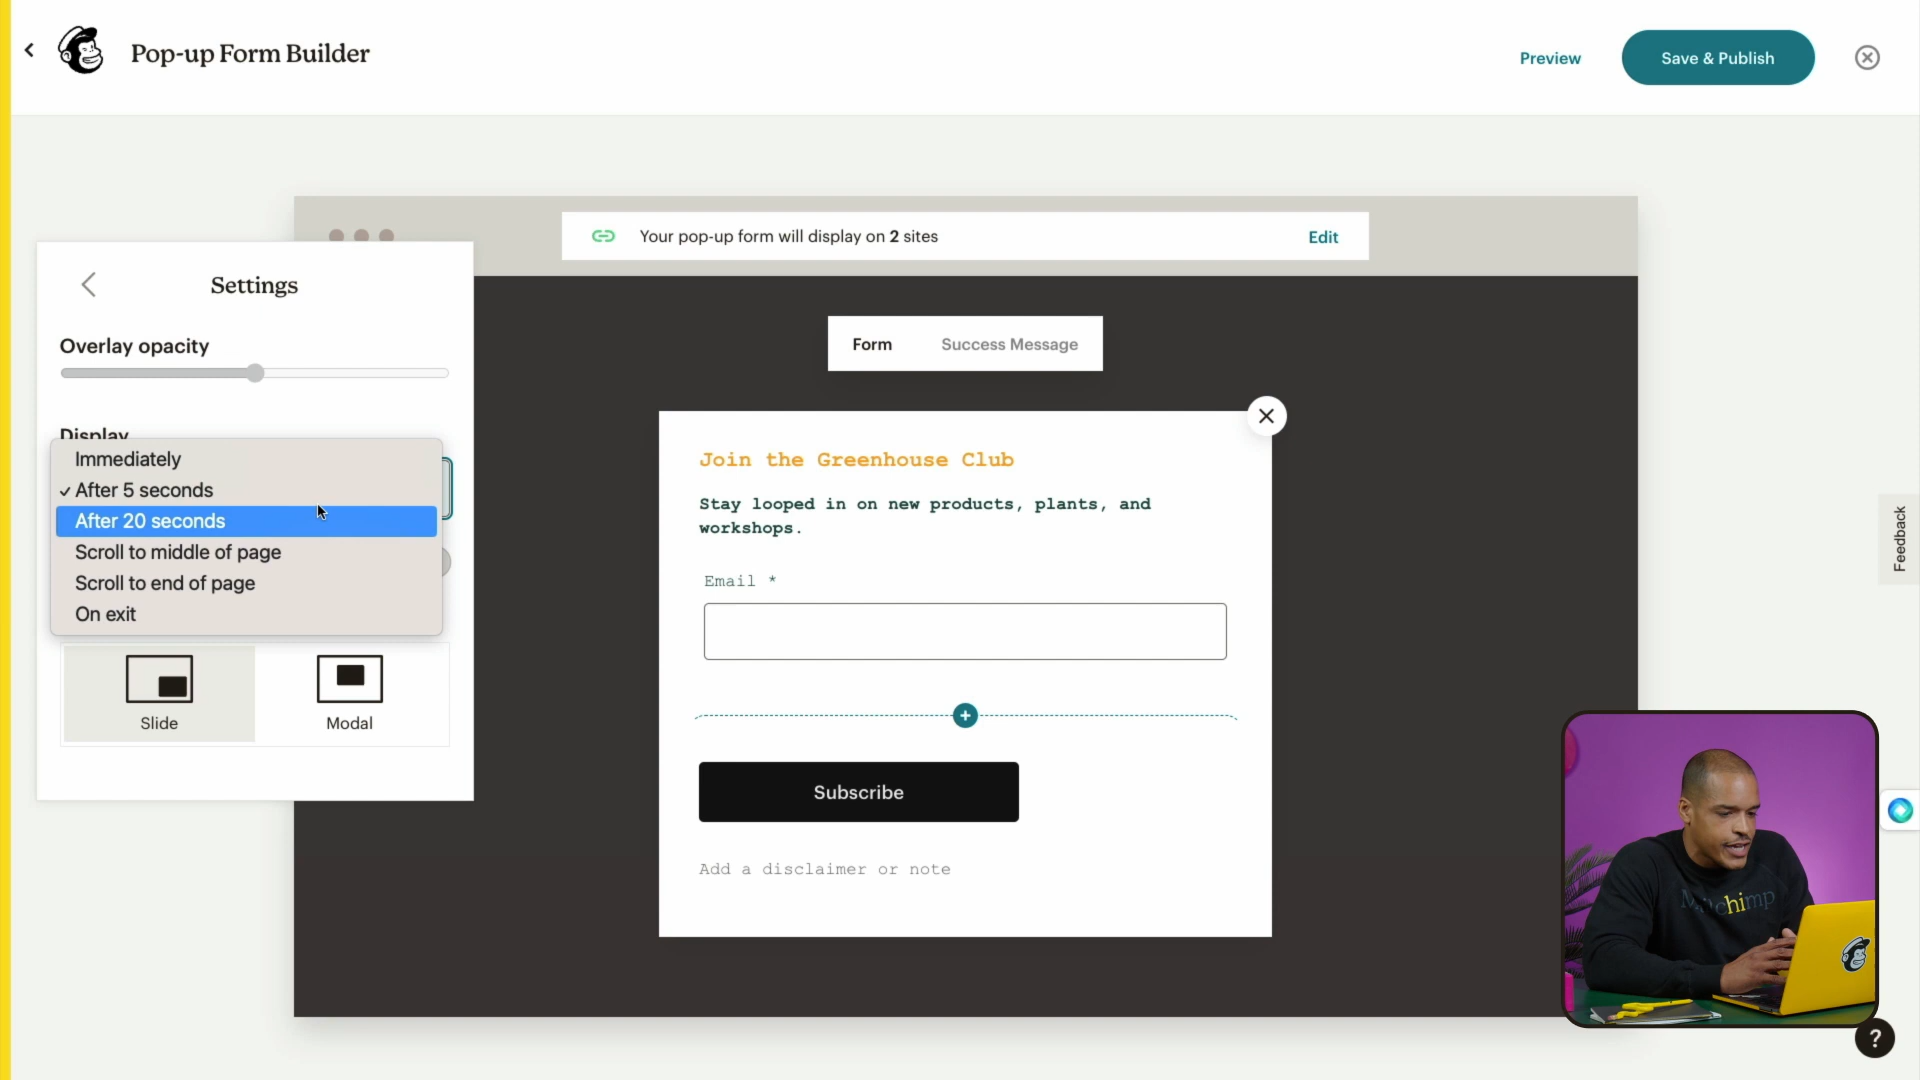 Pop-up Form Builder
Preview
Save & Publish
Your pop-up form will display on 2 sites
Edit
Settings
Overlay opacity
Display
Immediately
✓ After 5 seconds
After 20 seconds
Scroll to middle of page
Scroll to end of page
On exit
Slide
Modal
Form
Success Message
Join the Greenhouse Club
Stay looped in on new products, plants, and
workshops.
Email *
Subscribe
Add a disclaimer or note
Feedback
?